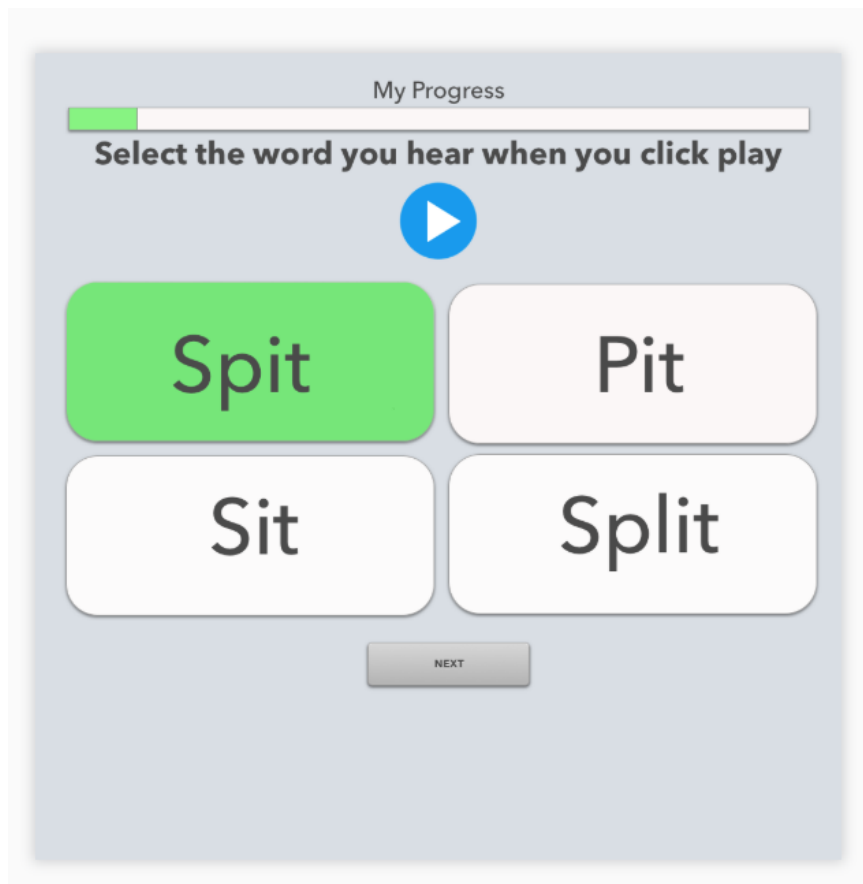 My Progress
Select the word you hear when you click play
Spit
Pit
Sit
Split
NEXT